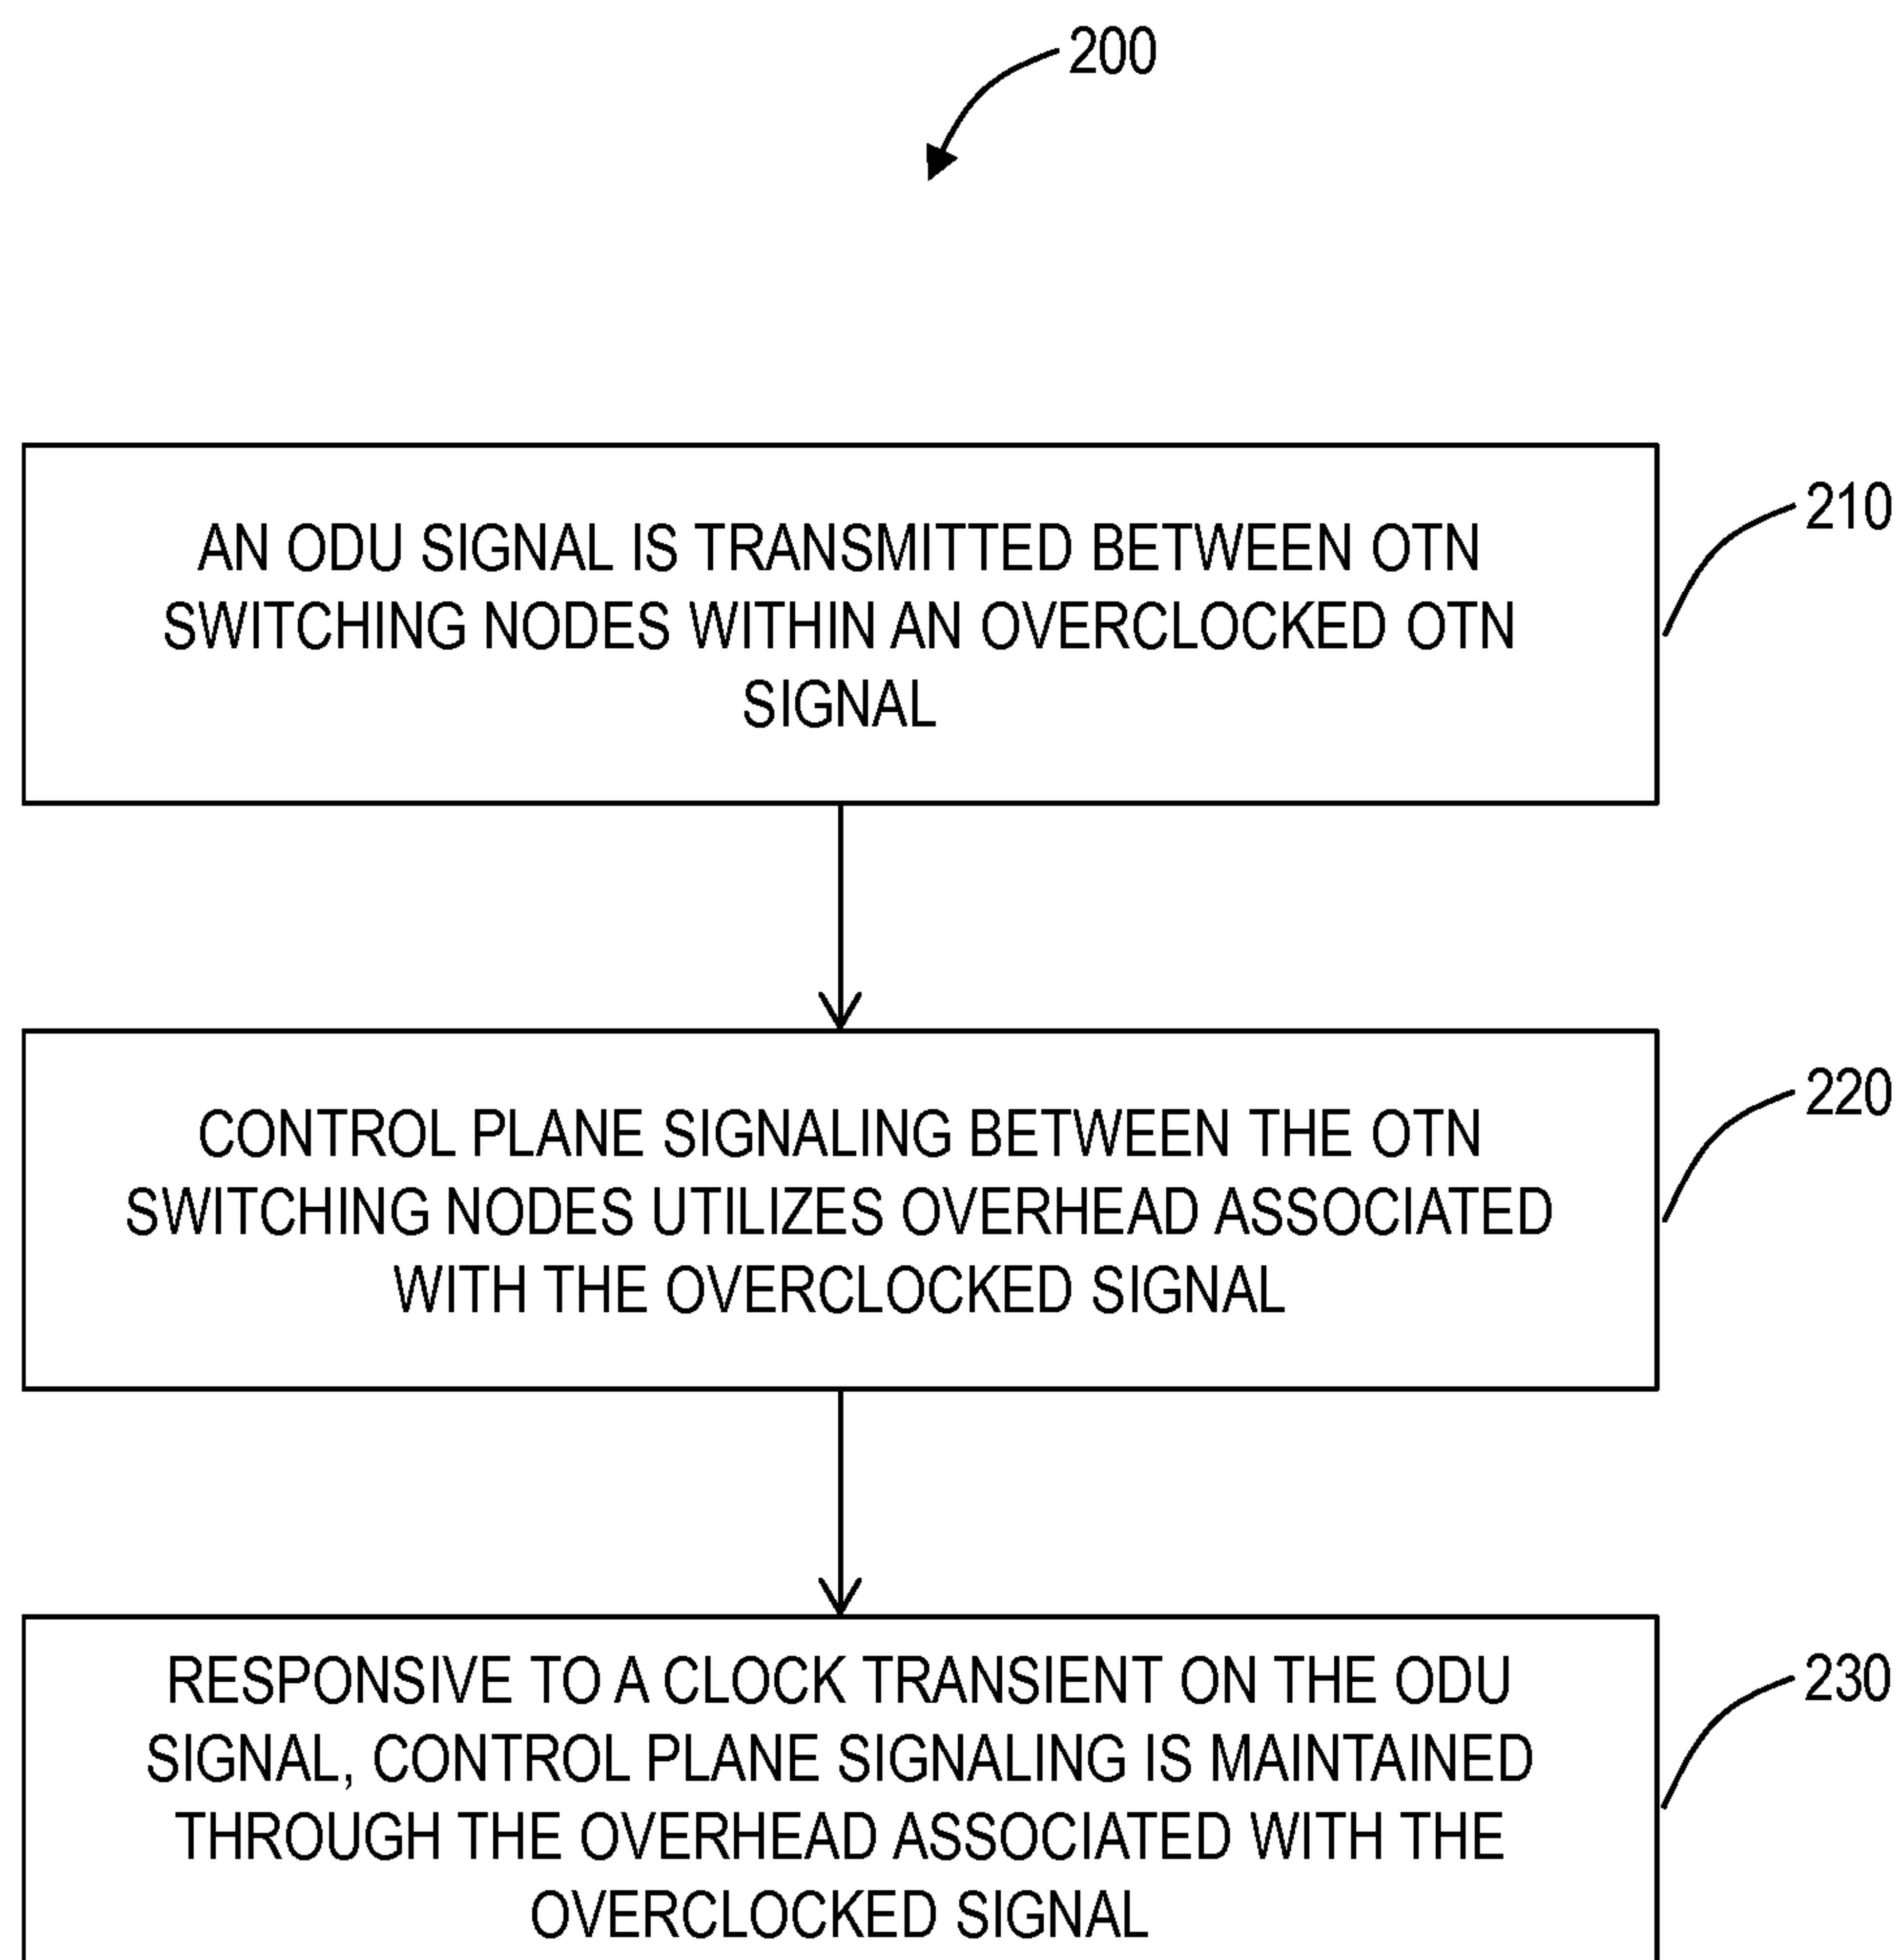 200
AN ODU SIGNAL IS TRANSMITTED BETWEEN OTN
SWITCHING NODES WITHIN AN OVERCLOCKED OTN
SIGNAL
210
CONTROL PLANE SIGNALING BETWEEN THE OTN
SWITCHING NODES UTILIZES OVERHEAD ASSOCIATED
WITH THE OVERCLOCKED SIGNAL
220
RESPONSIVE TO A CLOCK TRANSIENT ON THE ODU
SIGNAL, CONTROL PLANE SIGNALING IS MAINTAINED
THROUGH THE OVERHEAD ASSOCIATED WITH THE
OVERCLOCKED SIGNAL
230